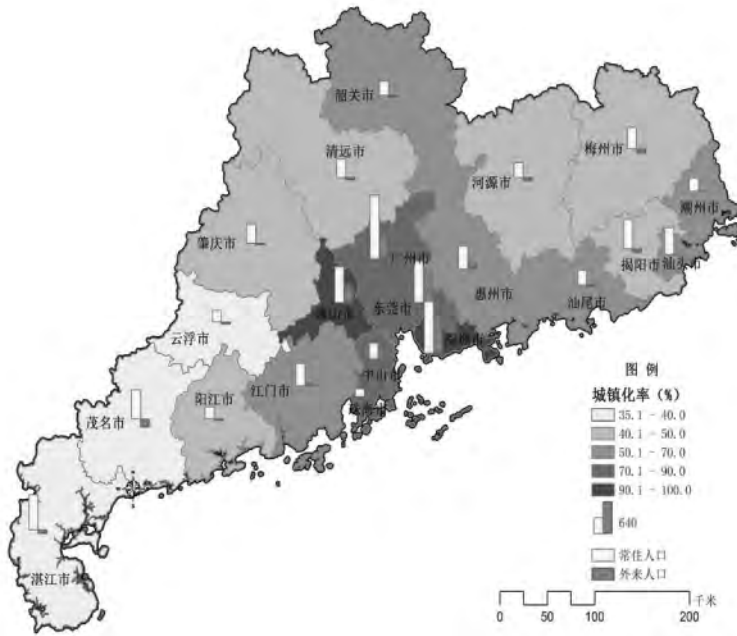 韶关市
清远市
河源市
梅州市
潮州市
肇庆市
广州市
揭阳市
汕头市
佛山市
东莞市
惠州市
汕尾市
深圳市
云浮市
中山市
江门市
珠海市
阳江市
茂名市
湛江市
图 例
城镇化率（%）
35.1 - 40.0
40.1 - 50.0
50.1 - 70.0
70.1 - 90.0
90.1 - 100.0
640
常住人口
外来人口
千米
0 50 100 200